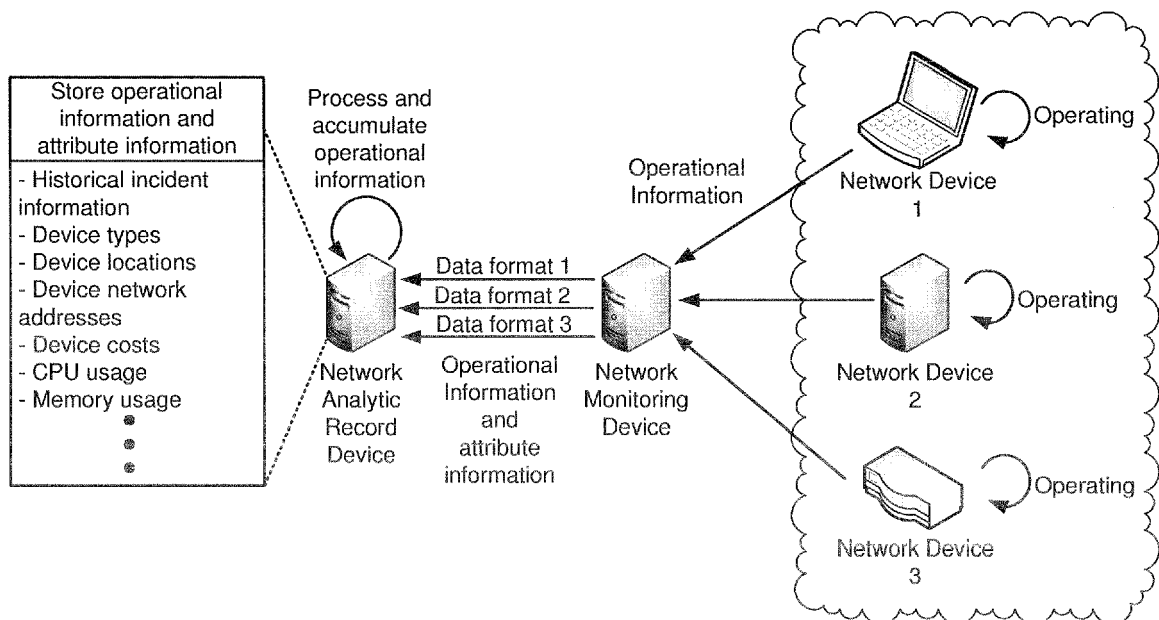 Store operational
information and
attribute information
- Historical incident
information
- Device types
- Device locations
- Device network
addresses
- Device costs
- CPU usage
- Memory usage
Process and
accumulate
operational
information
Network
Analytic
Record
Device
Data format 1
Data format 2
Data format 3
Operational
Information
and
attribute
information
Network
Monitoring
Device
Operational
Information
Operating
Network Device
1
Operating
Network Device
2
Operating
Network Device
3